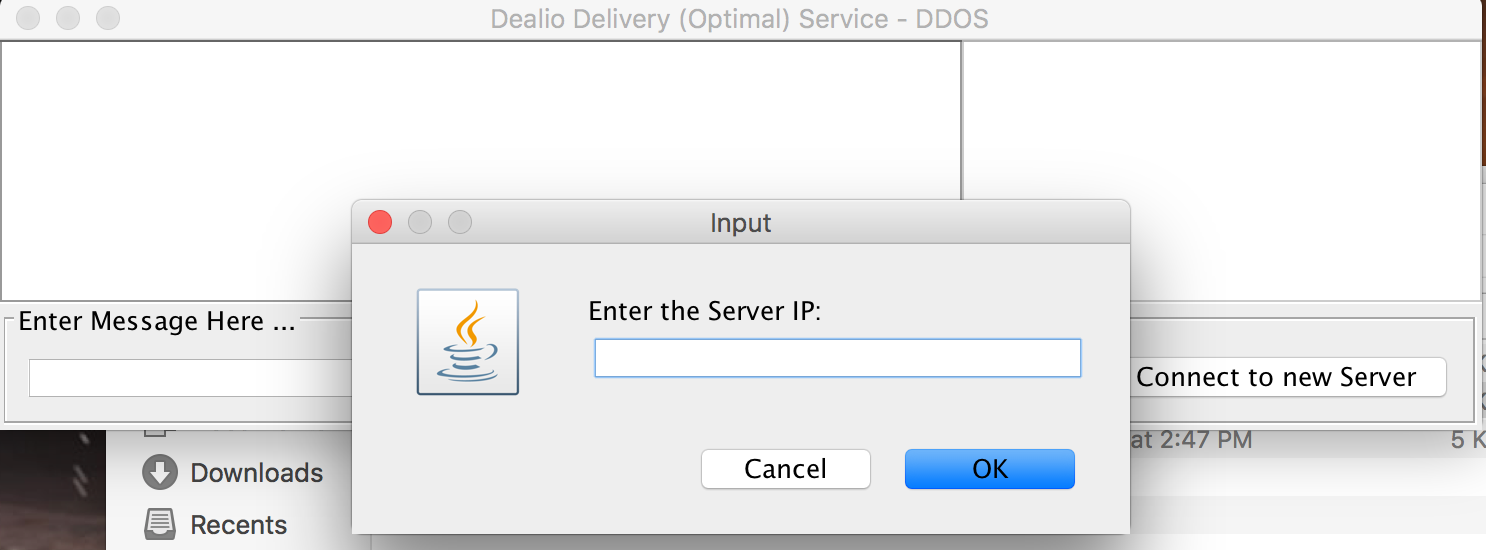 Dealio Delivery (Optimal) Service - DDOS
Input
Enter the Server IP:
Enter Message Here ...
Connect to new Server
Cancel
OK
at 2:47 PM
5 K
Downloads
Recents